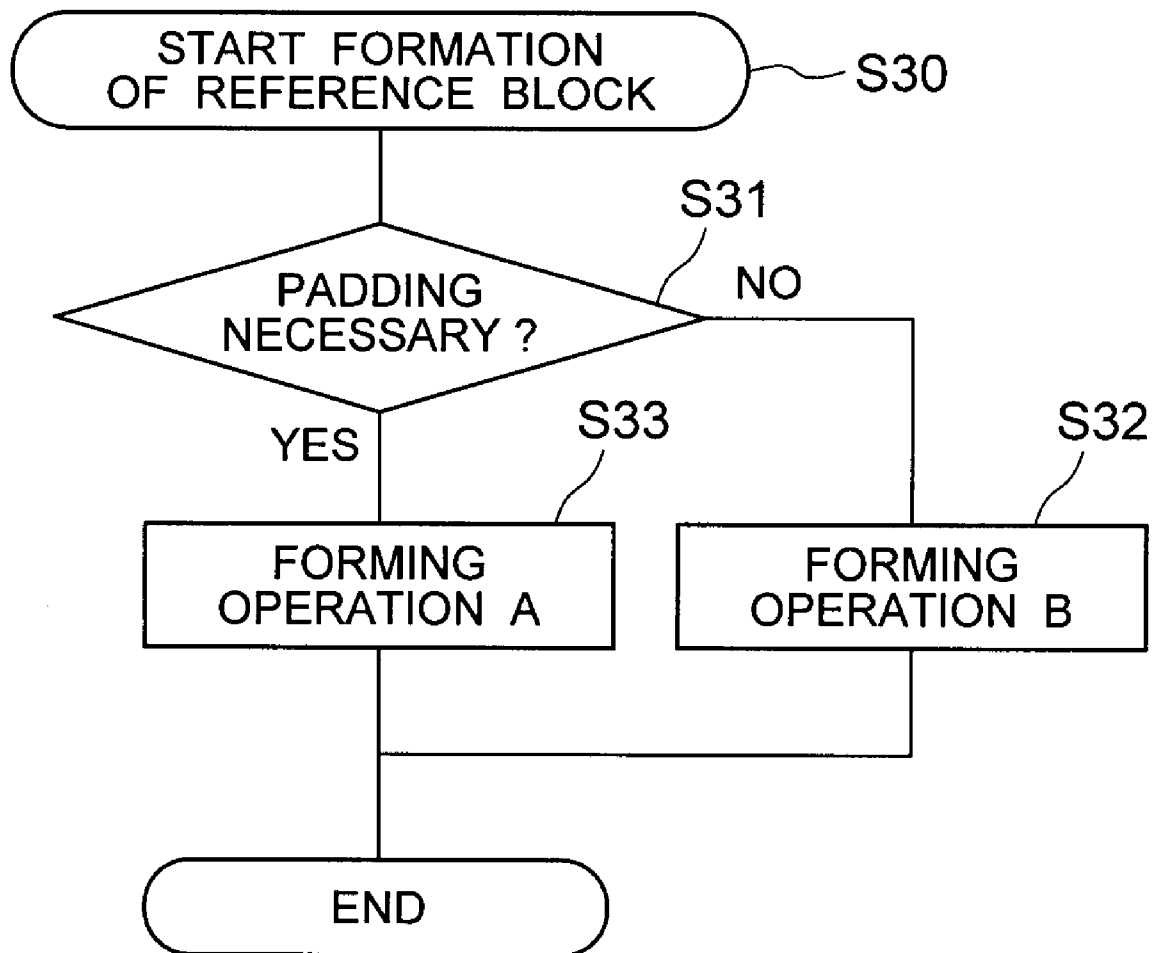 START FORMATION
OF REFERENCE BLOCK
S30
S31
PADDING
NECESSARY ?
NO
YES
S33
S32
FORMING
OPERATION A
FORMING
OPERATION B
END